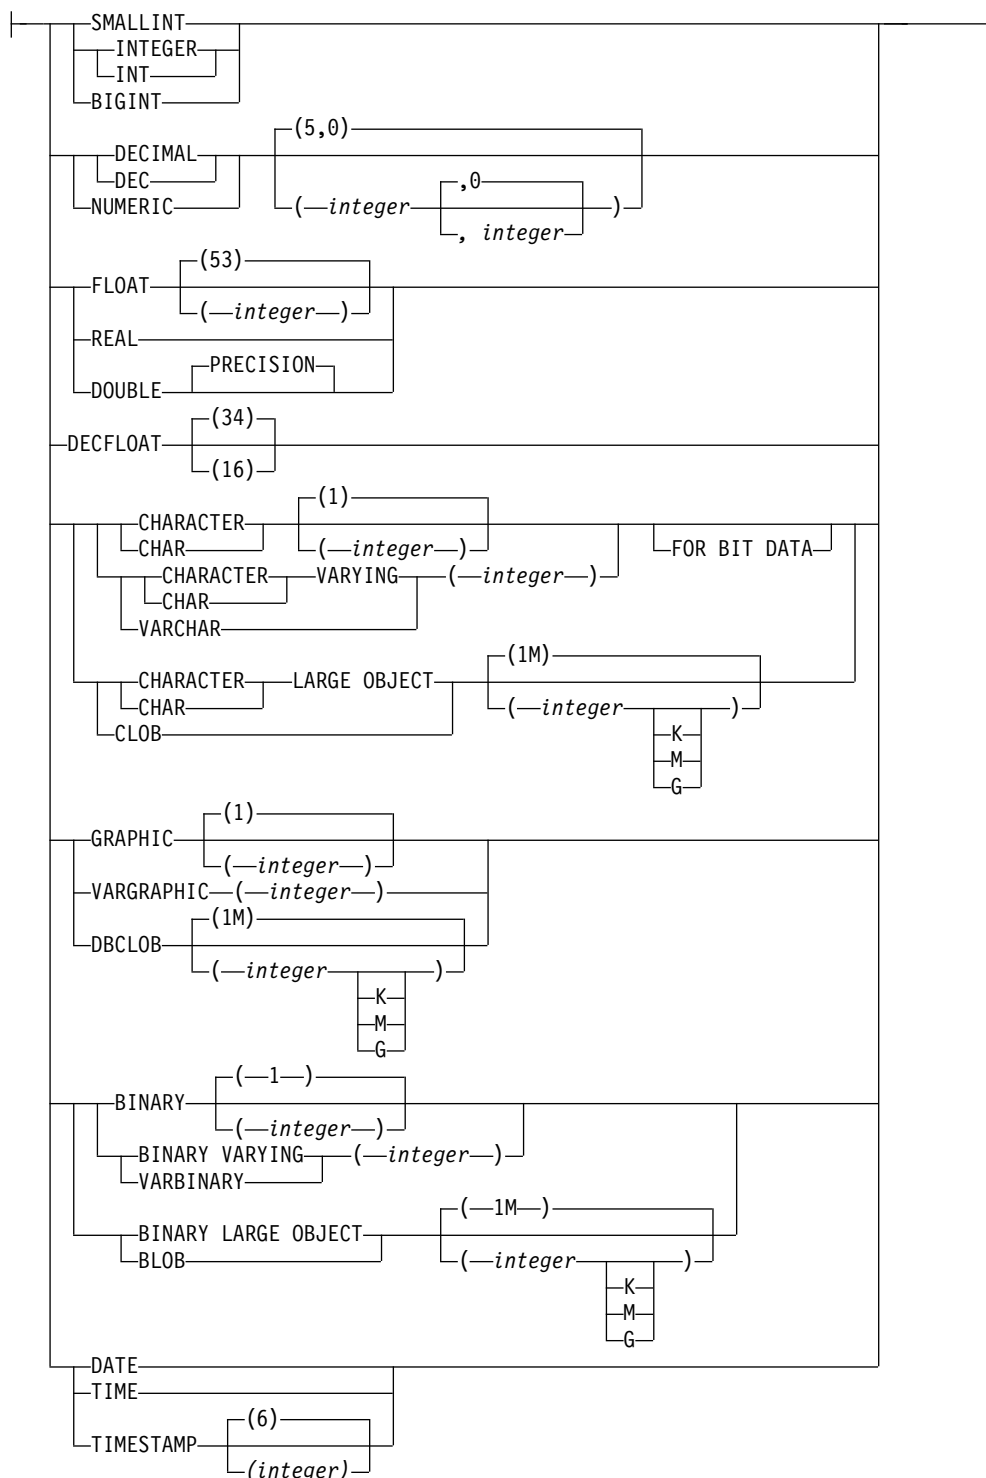 SMALLINT
INTEGER
INT
BIGINT
(5,0)
DECIMAL
DEC
,0
NUMERIC
( integer )
, integer
(53)
FLOAT
( integer )
REAL
PRECISION
DOUBLE
(34)
DECFLOAT
(16)
(1)
CHARACTER
CHAR
( integer )
FOR BIT DATA
CHARACTER VARYING ( integer )
CHAR
VARCHAR
(1M)
CHARACTER LARGE OBJECT
CHAR
( integer )
CLOB
K
M
G
(1)
GRAPHIC
( integer )
VARGRAPHIC ( integer )
(1M)
DBCLOB
( integer )
K
M
G
( 1 )
BINARY
( integer )
BINARY VARYING ( integer )
VARBINARY
( 1M )
BINARY LARGE OBJECT
BLOB
( integer )
K
M
G
DATE
TIME
(6)
TIMESTAMP
(integer)